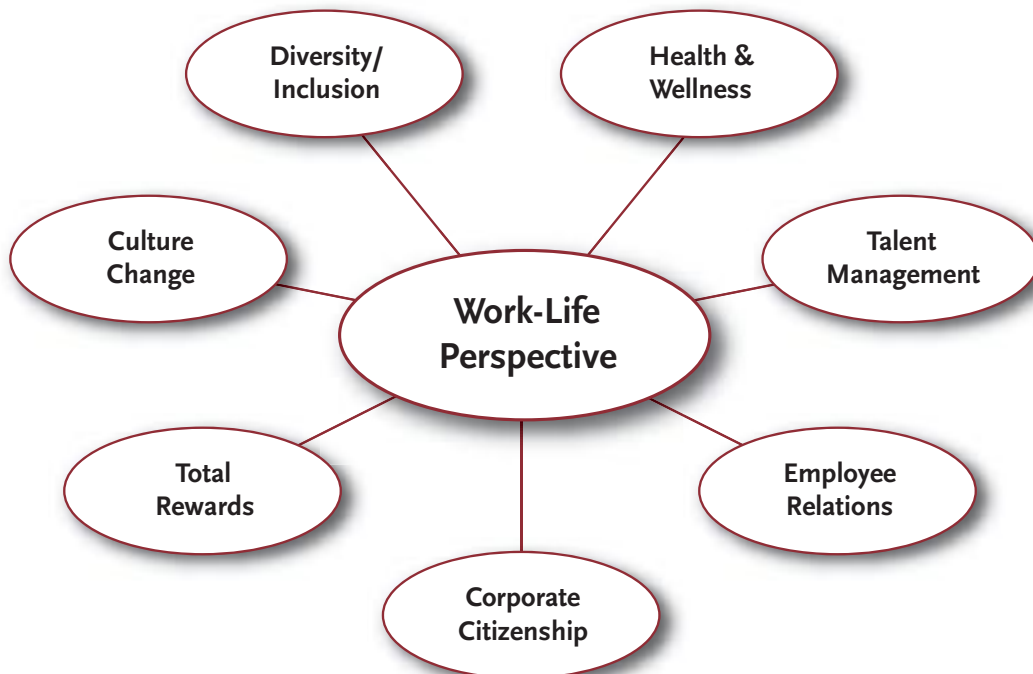 Diversity/
Inclusion
Health &
Wellness
Culture
Change
Talent
Management
Work-Life
Perspective
Total
Rewards
Employee
Relations
Corporate
Citizenship